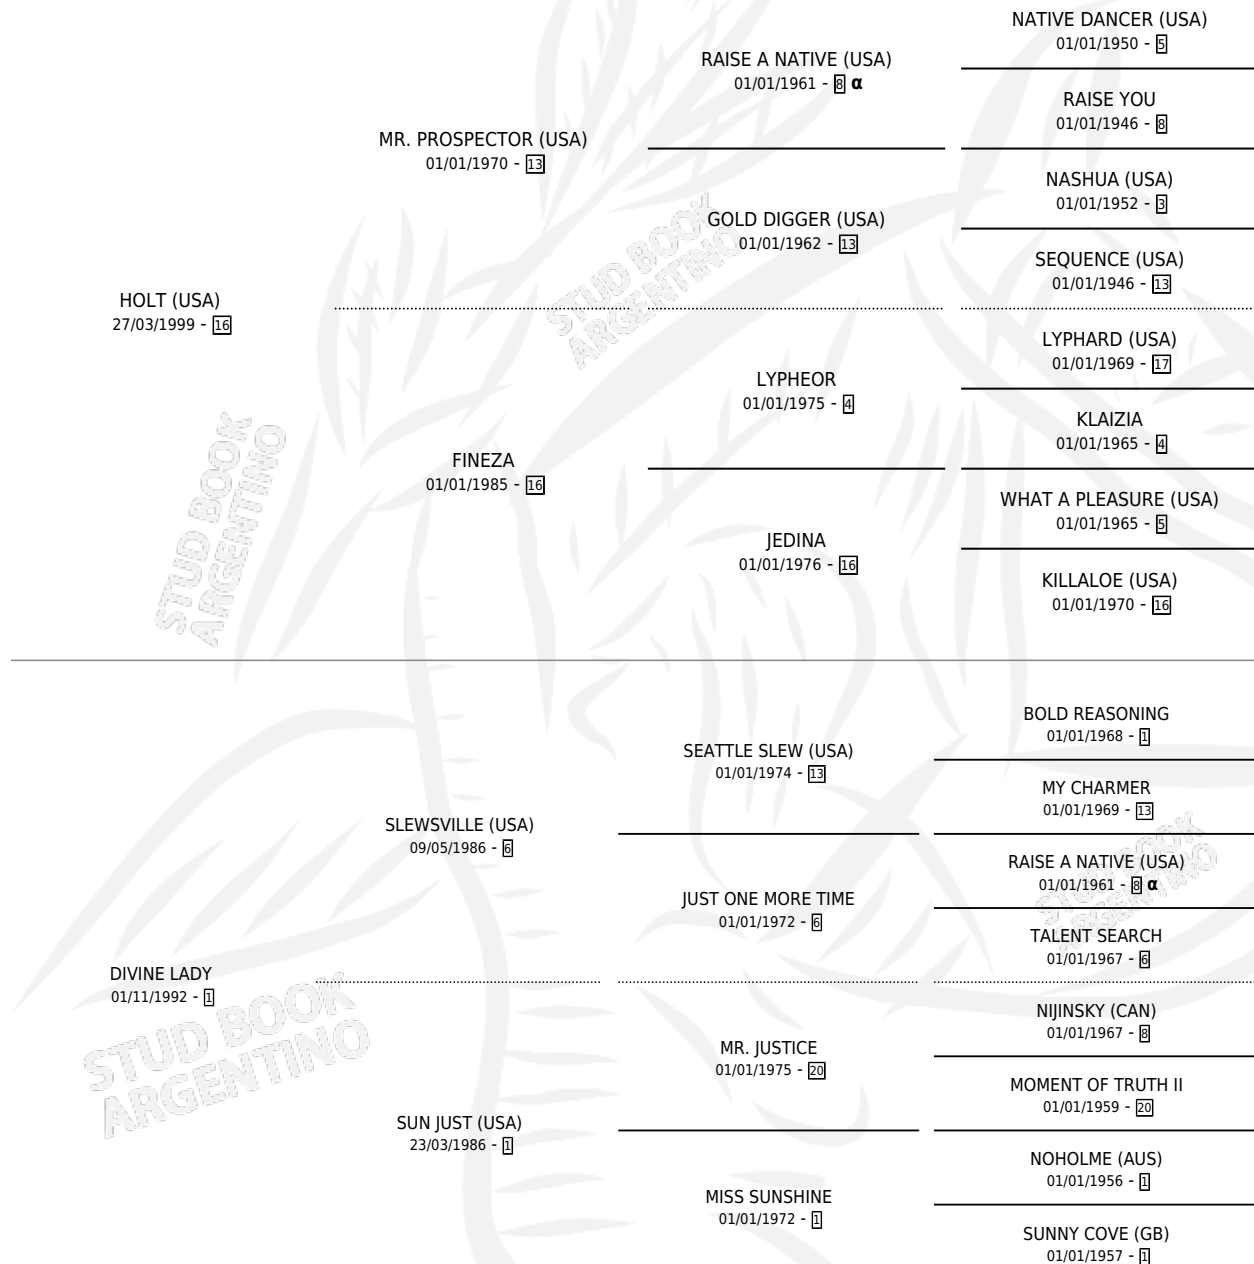 NATIVE DANCER (USA)
01/01/1950 - 5
RAISE A NATIVE (USA)
01/01/1961 - 8 α
RAISE YOU
01/01/1946 - 8
MR. PROSPECTOR (USA)
01/01/1970 - 13
NASHUA (USA)
01/01/1952 - 3
GOLD DIGGER (USA)
01/01/1962 - 13
SEQUENCE (USA)
01/01/1946 - 13
HOLT (USA)
27/03/1999 - 16
LYPHARD (USA)
01/01/1969 - 17
LYPHEOR
01/01/1975 - 4
KLAIZIA
01/01/1965 - 4
FINEZA
01/01/1985 - 16
WHAT A PLEASURE (USA)
01/01/1965 - 5
JEDINA
01/01/1976 - 16
KILLALOE (USA)
01/01/1970 - 16
BOLD REASONING
01/01/1968 - 1
SEATTLE SLEW (USA)
01/01/1974 - 13
MY CHARMER
01/01/1969 - 13
SLEWSVILLE (USA)
09/05/1986 - 6
RAISE A NATIVE (USA)
01/01/1961 - 8 α
JUST ONE MORE TIME
01/01/1972 - 6
TALENT SEARCH
01/01/1967 - 6
DIVINE LADY
01/11/1992 - 1
NIJINSKY (CAN)
01/01/1967 - 8
MR. JUSTICE
01/01/1975 - 20
MOMENT OF TRUTH II
01/01/1959 - 20
SUN JUST (USA)
23/03/1986 - 1
NOHOLME (AUS)
01/01/1956 - 1
MISS SUNSHINE
01/01/1972 - 1
SUNNY COVE (GB)
01/01/1957 - 1
STUD BOOK
ARGENTINO
STUD BOOK
ARGENTINO
STUD BOOK
ARGENTINO
STUD BOOK
ARGENTINO